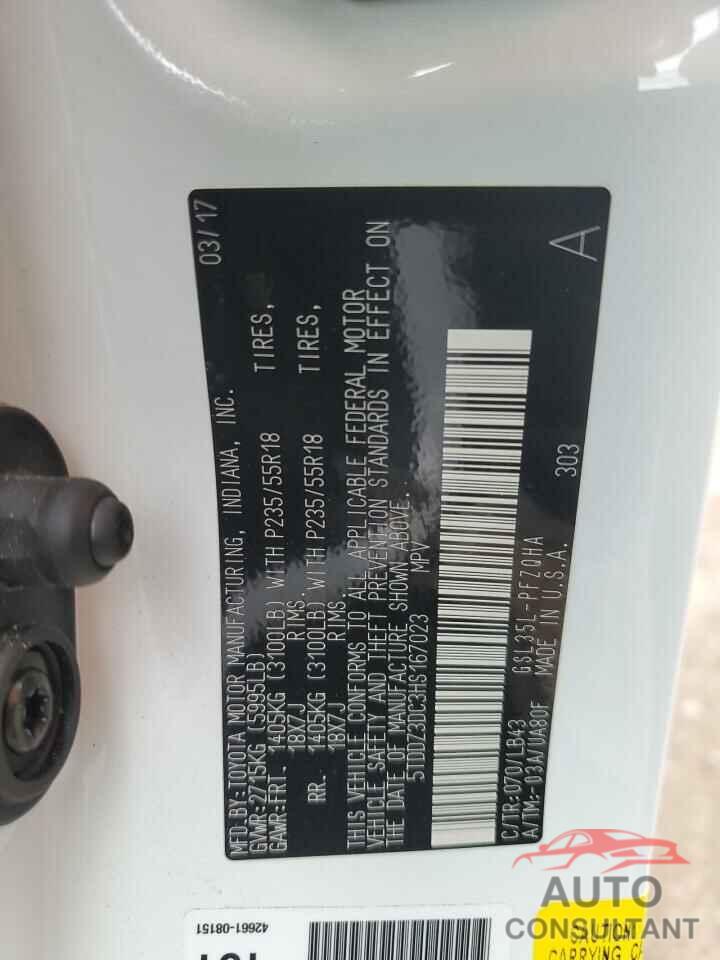 MFD.BY:TOYOTA MOTOR MANUFACTURING, INDIANA, INC. 03/17
GVWR:2715KG (5995LB)
GAWR:FRT. 1405KG (3100LB) WITH P235/55R18 TIRES,
18X7J RIMS.
RR. 1405KG (3100LB) WITH P235/55R18 TIRES,
18X7J RIMS.
THIS VEHICLE CONFORMS TO ALL APPLICABLE FEDERAL MOTOR
VEHICLE SAFETY AND THEFT PREVENTION STANDARDS IN EFFECT ON
THE DATE OF MANUFACTURE SHOWN ABOVE.
5TDDZ3DC3HS167023 MPV
C/TR:070/LB43 GSL35L-PFZQHA
A/TM:-03A/UA80F MADE IN U.S.A. 303 A
42661-08151
CAUTION
AUTO
CONSULTANT